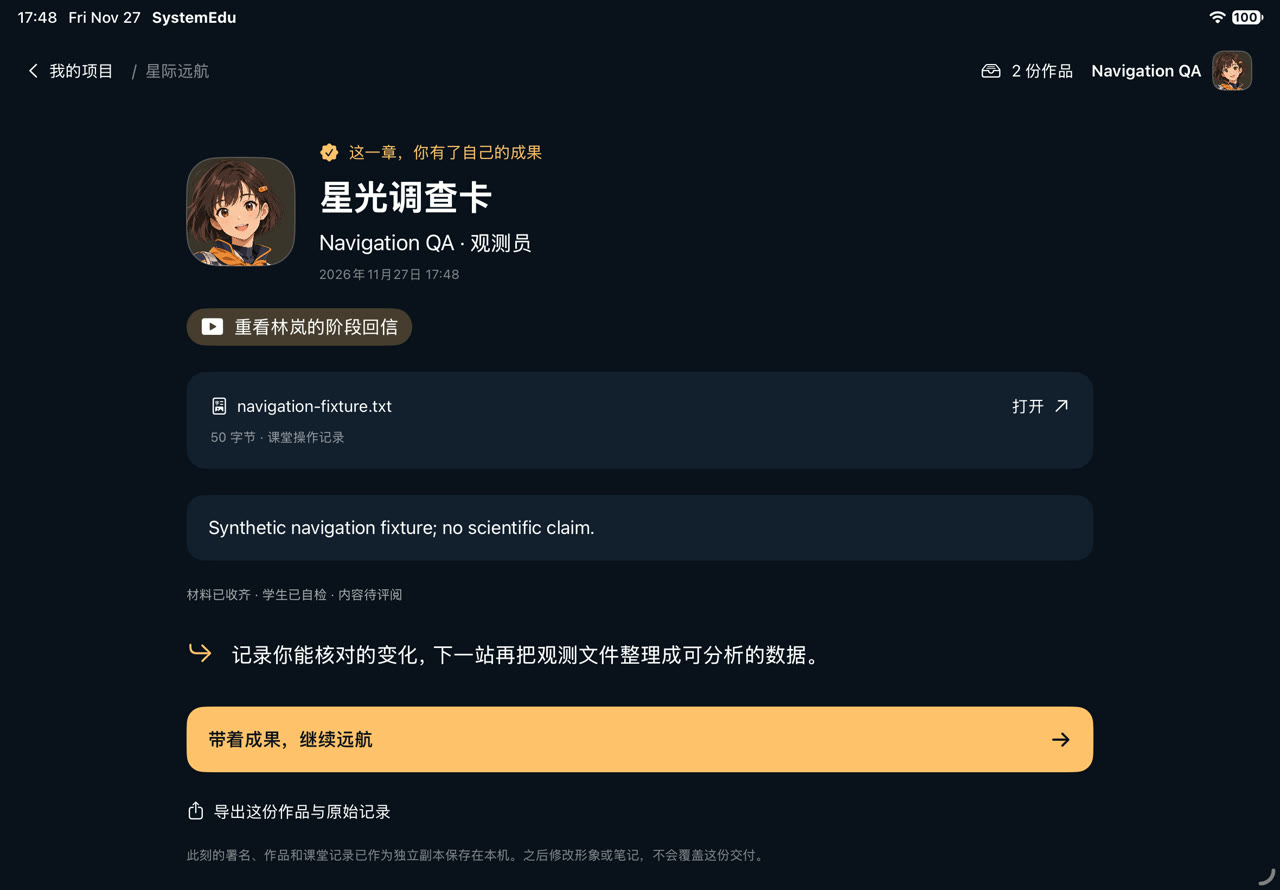 17:48 Fri Nov 27 SystemEdu 100
我的项目 / 星际远航 2 份作品 Navigation QA
这一章，你有了自己的成果
星光调查卡
Navigation QA · 观测员
2026年11月27日 17:48
重看林岚的阶段回信
navigation-fixture.txt 打开
50 字节 · 课堂操作记录
Synthetic navigation fixture; no scientific claim.
材料已收齐 · 学生已自检 · 内容待评阅
记录你能核对的变化, 下一站再把观测文件整理成可分析的数据。
带着成果，继续远航
导出这份作品与原始记录
此刻的署名、作品和课堂记录已作为独立副本保存在本机。之后修改形象或笔记，不会覆盖这份交付。